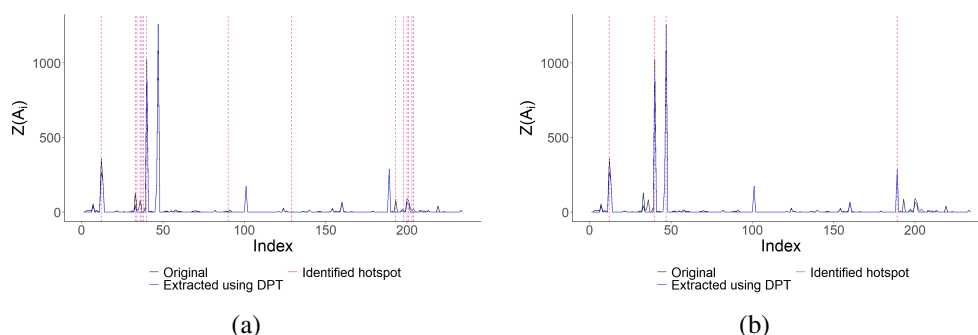 1000
500
0
Z(Aᵢ)
0 50 100 150 200
Index
Original Identified hotspot
Extracted using DPT
(a)
1000
500
0
Z(Aᵢ)
0 50 100 150 200
Index
Original Identified hotspot
Extracted using DPT
(b)